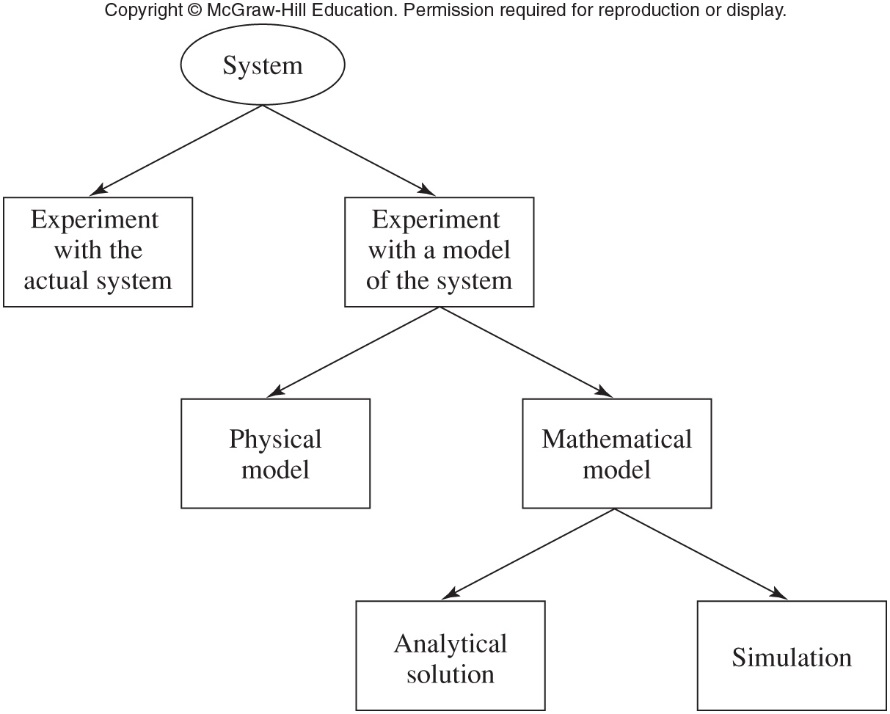 Copyright © McGraw-Hill Education. Permission required for reproduction or display.
System
Experiment
with the
actual system
Experiment
with a model
of the system
Physical
model
Mathematical
model
Analytical
solution
Simulation